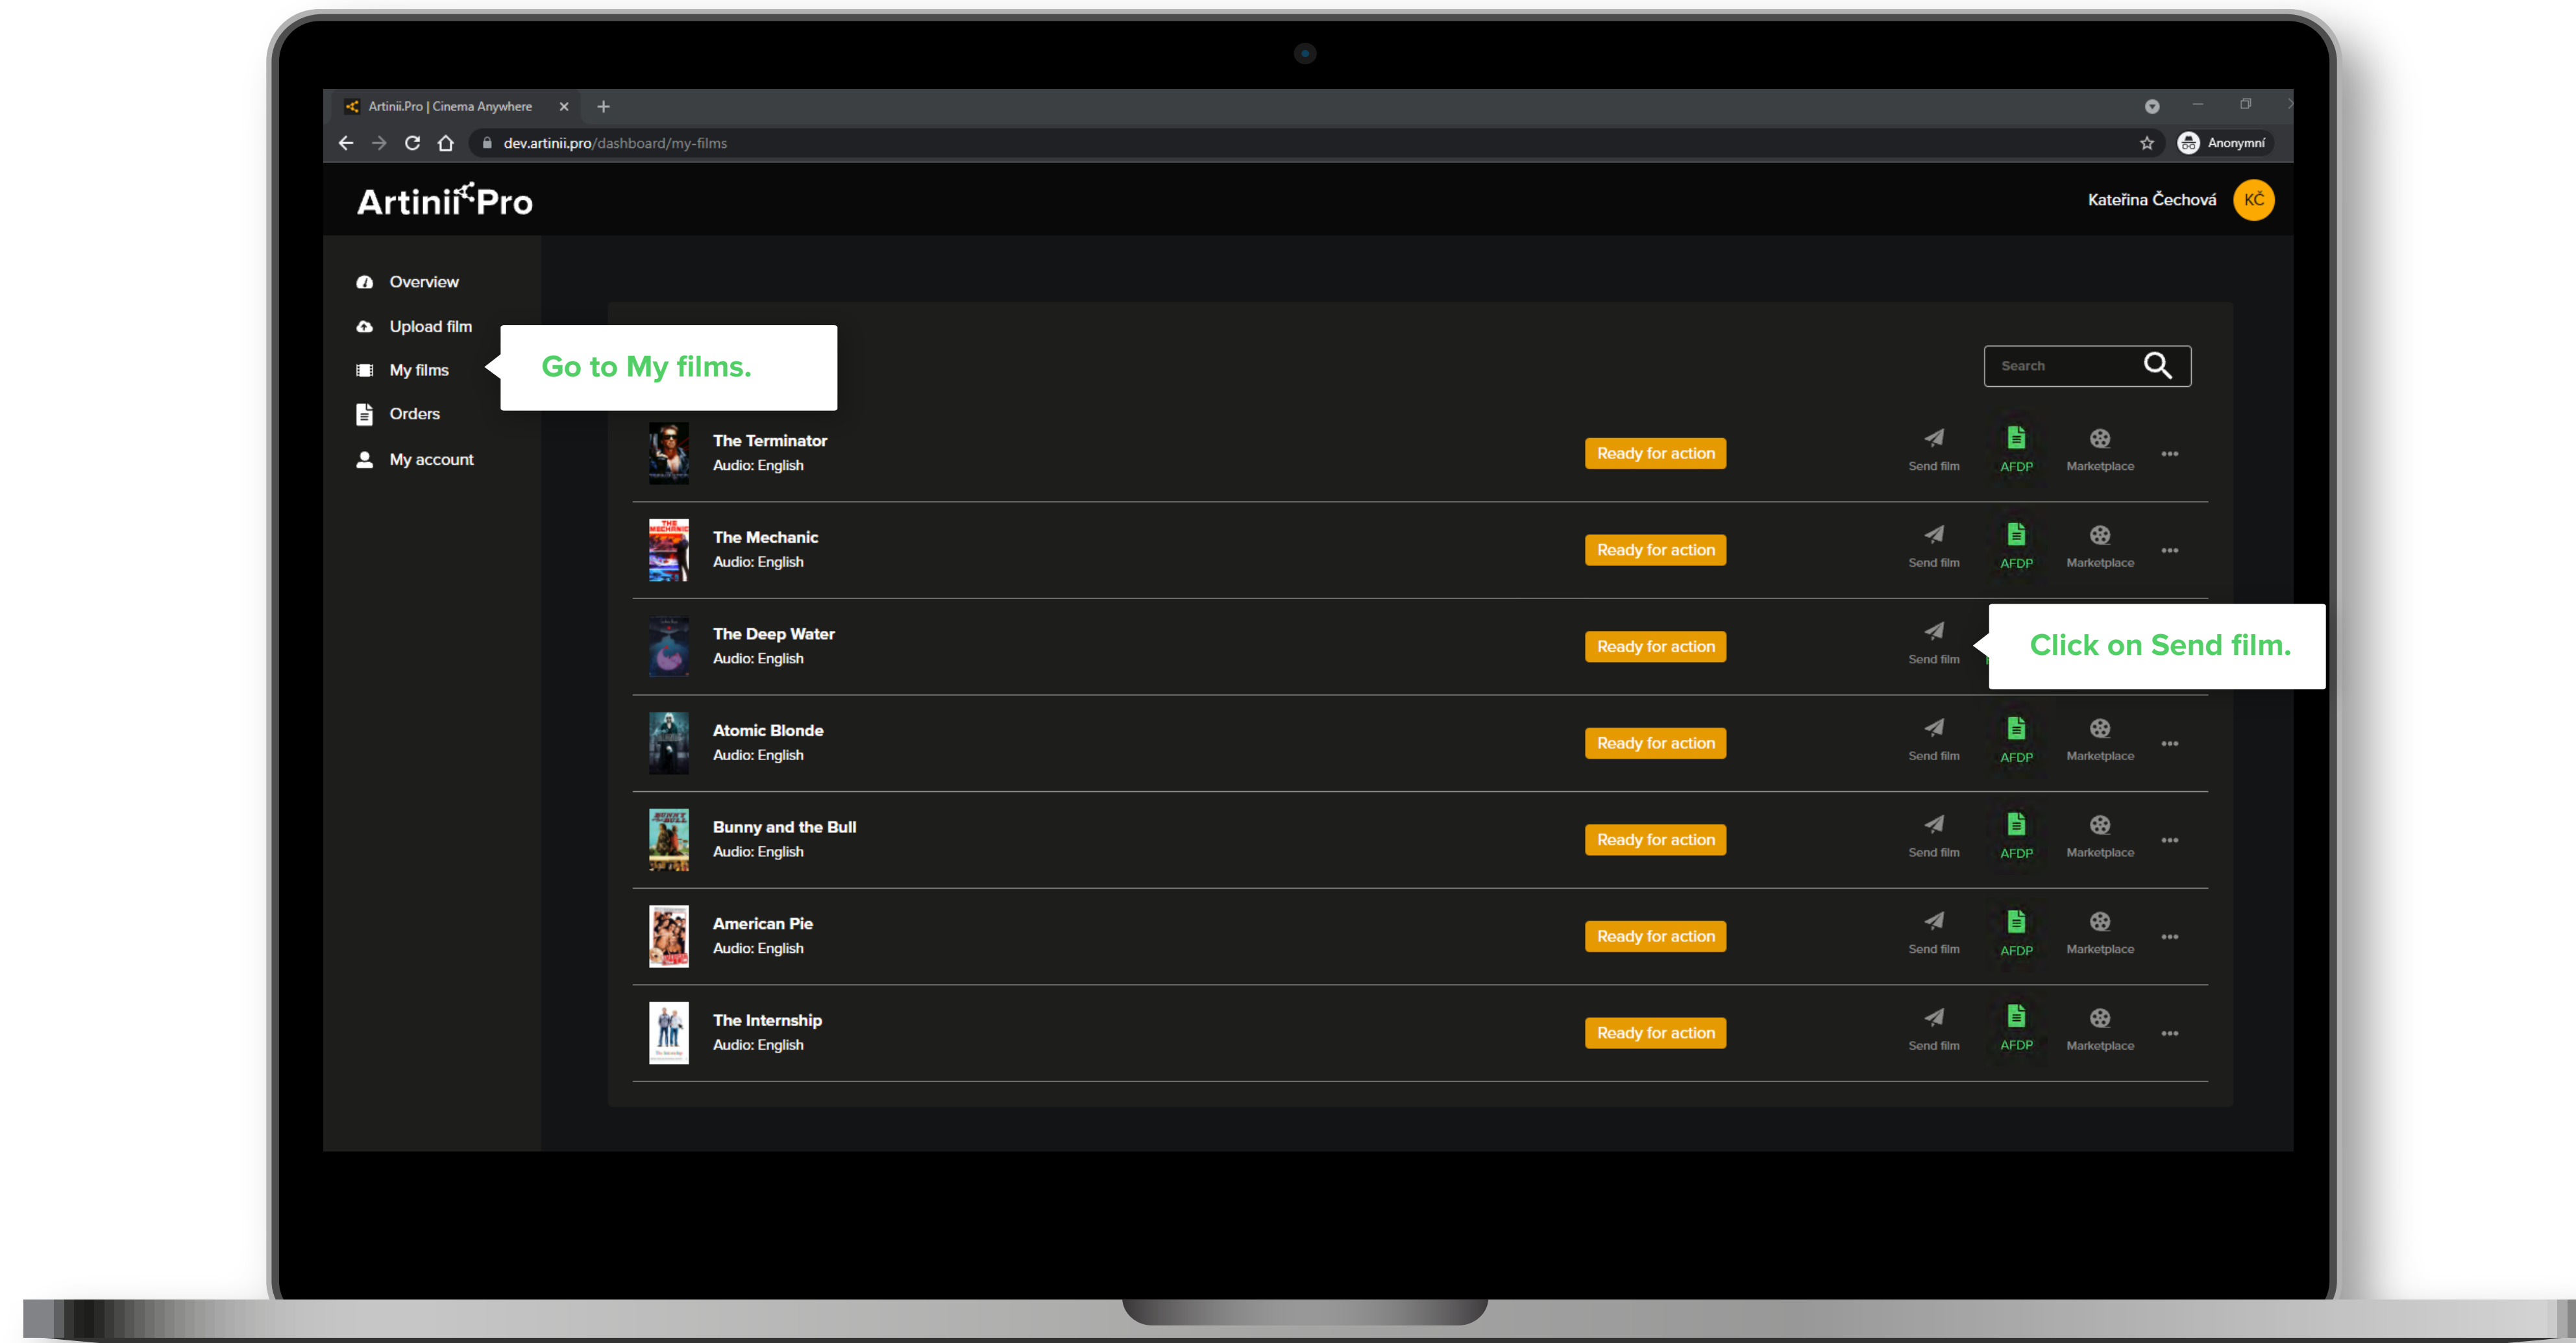 Artinii.Pro | Cinema Anywhere
dev.artinii.pro/dashboard/my-films
Anonymní
Artinii Pro
Kateřina Čechová KČ
Overview
Upload film
My films
Orders
My account
Go to My films.
Search
The Terminator
Audio: English
Ready for action
Send film
AFDP
Marketplace
THE MECHANIC
The Mechanic
Audio: English
Ready for action
Send film
AFDP
Marketplace
The Deep Water
Audio: English
Ready for action
Send film
Click on Send film.
Atomic Blonde
Audio: English
Ready for action
Send film
AFDP
Marketplace
Bunny and the Bull
Audio: English
Ready for action
Send film
AFDP
Marketplace
American Pie
Audio: English
Ready for action
Send film
AFDP
Marketplace
The Internship
The Internship
Audio: English
Ready for action
Send film
AFDP
Marketplace